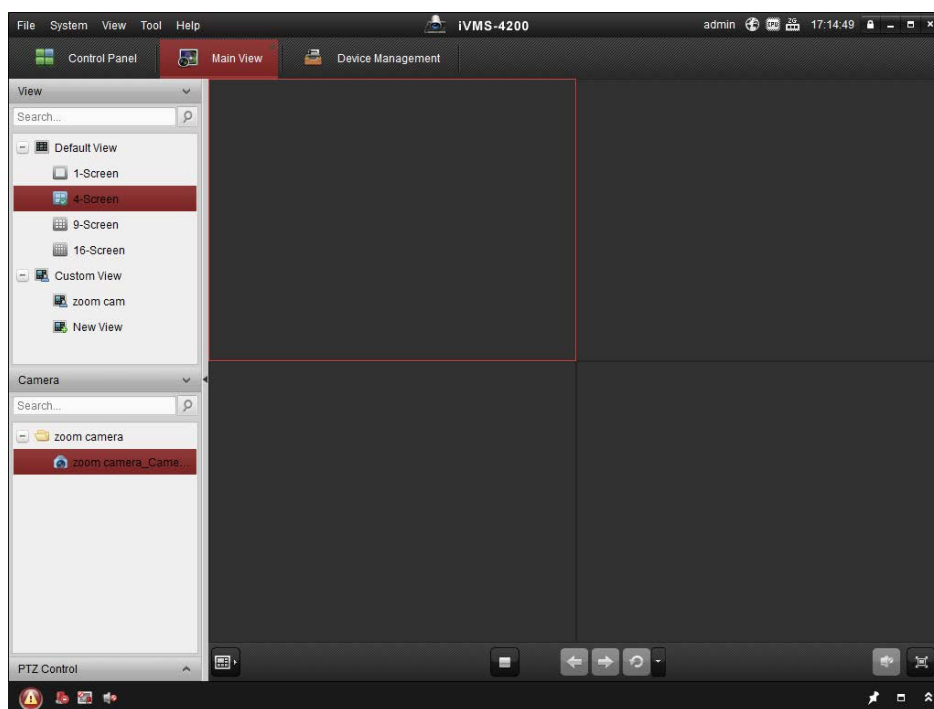 File System View Tool Help iVMS-4200 admin CPU 2G 17:14:49
Control Panel Main View Device Management
View
Search...
Default View
1-Screen
4-Screen
9-Screen
16-Screen
Custom View
zoom cam
New View
Camera
Search...
zoom camera
zoom camera_Came...
PTZ Control